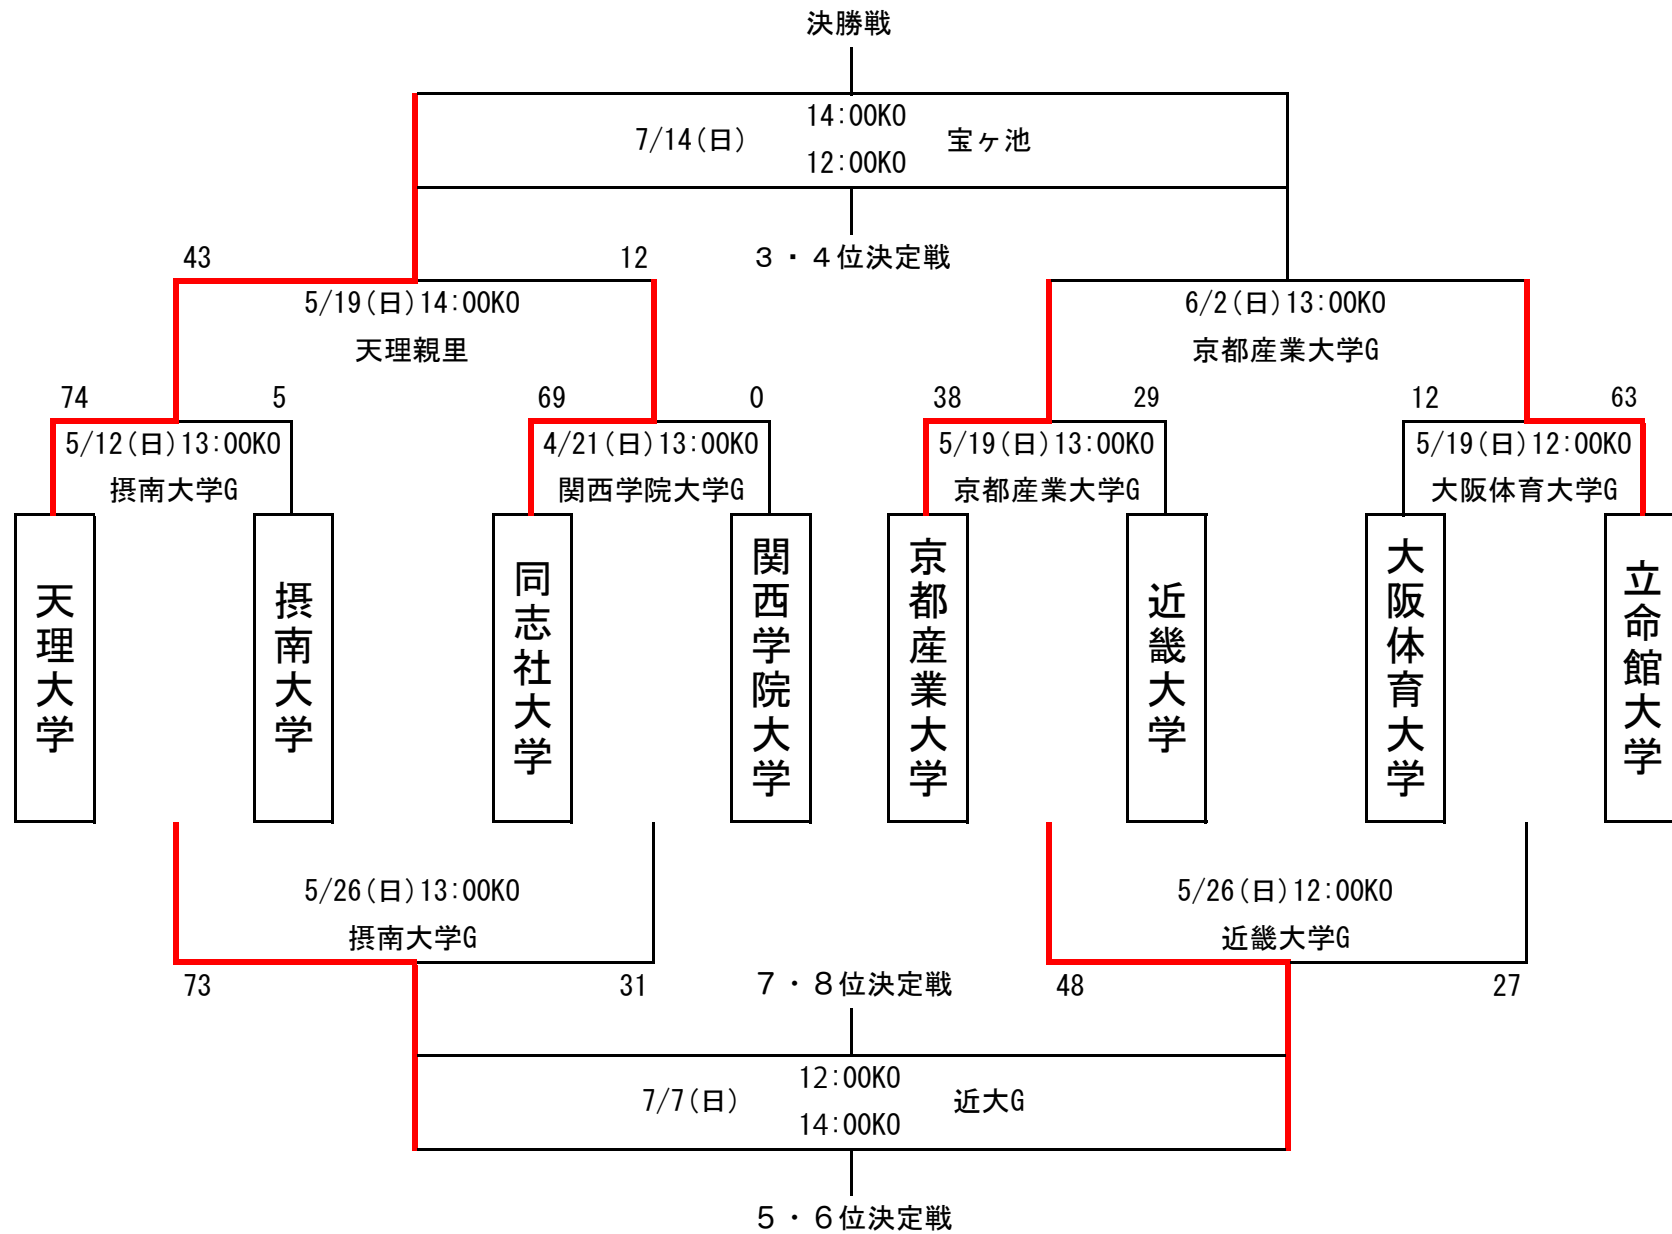 決勝戦
14:00KO
7/14(日) 宝ヶ池
12:00KO
43 12 ３・４位決定戦
5/19(日)14:00KO 6/2(日)13:00KO
天理親里 京都産業大学G
74 5 69 0 38 29 12 63
5/12(日)13:00KO 4/21(日)13:00KO 5/19(日)13:00KO 5/19(日)12:00KO
摂南大学G 関西学院大学G 京都産業大学G 大阪体育大学G
天理大学
摂南大学
同志社大学
関西学院大学
京都産業大学
近畿大学
大阪体育大学
立命館大学
5/26(日)13:00KO 5/26(日)12:00KO
摂南大学G 近畿大学G
73 31 ７・８位決定戦 48 27
12:00KO
7/7(日) 近大G
14:00KO
５・６位決定戦